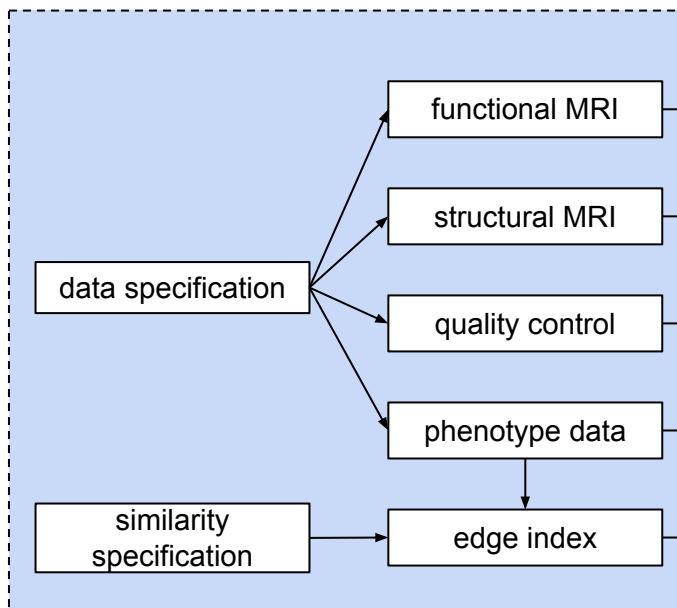 functional MRI
structural MRI
data specification
quality control
phenotype data
similarity
specification
edge index